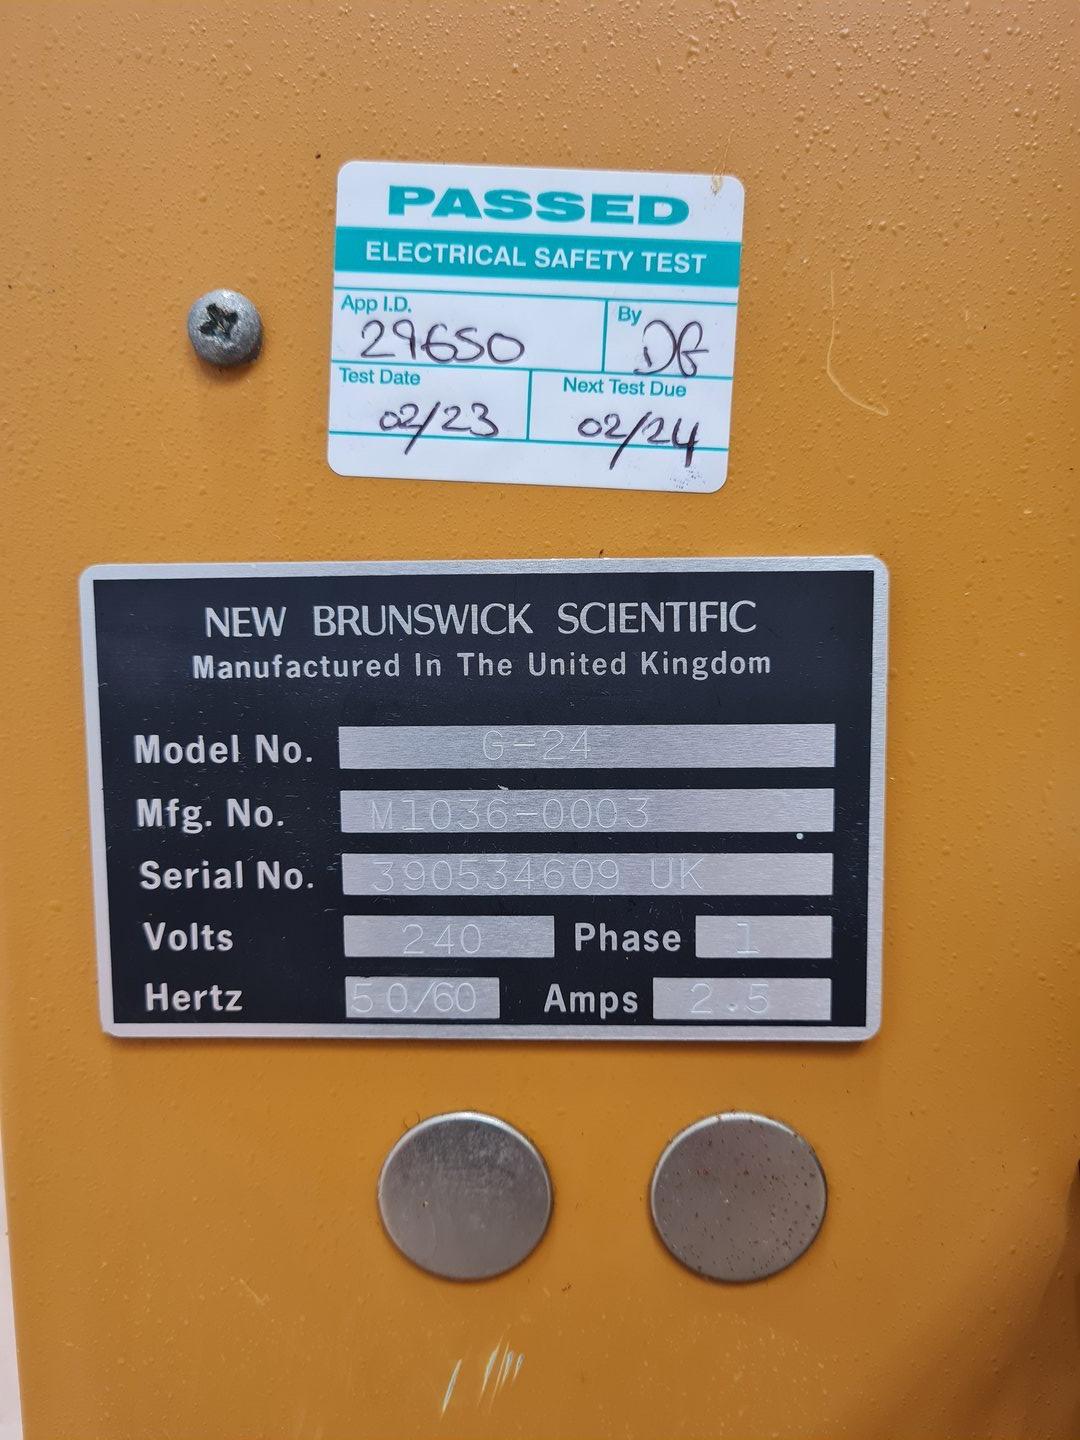 PASSED
ELECTRICAL SAFETY TEST
App I.D. By
29650 DG
Test Date Next Test Due
02/23 02/24
NEW BRUNSWICK SCIENTIFIC
Manufactured In The United Kingdom
Model No. G-24
Mfg. No. M1036-0003
Serial No. 390534609 UK
Volts 240 Phase 1
Hertz 50/60 Amps 2.5